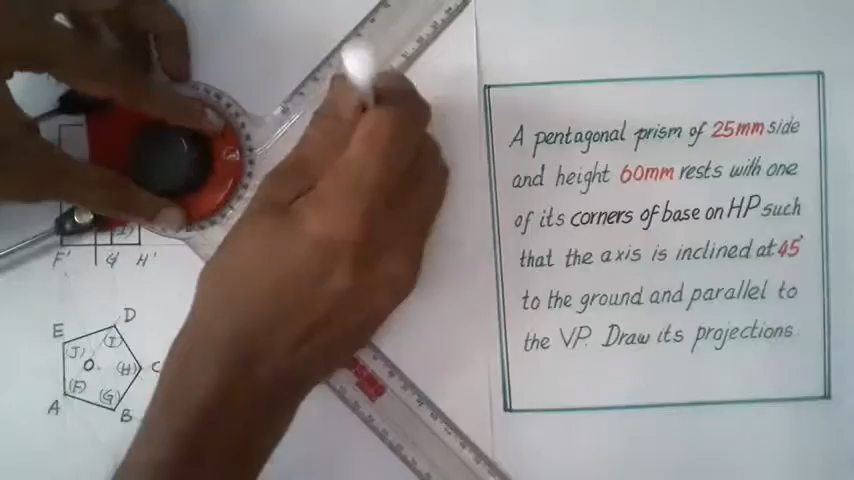 A pentagonal prism of 25mm side
and height 60mm rests with one
of its corners of base on HP such
that the axis is inclined at 45°
to the ground and parallel to
the VP. Draw its projections.
F' G' H'
D
E
(I)
(J)
O
(H) C
(F)
(G)
A
B